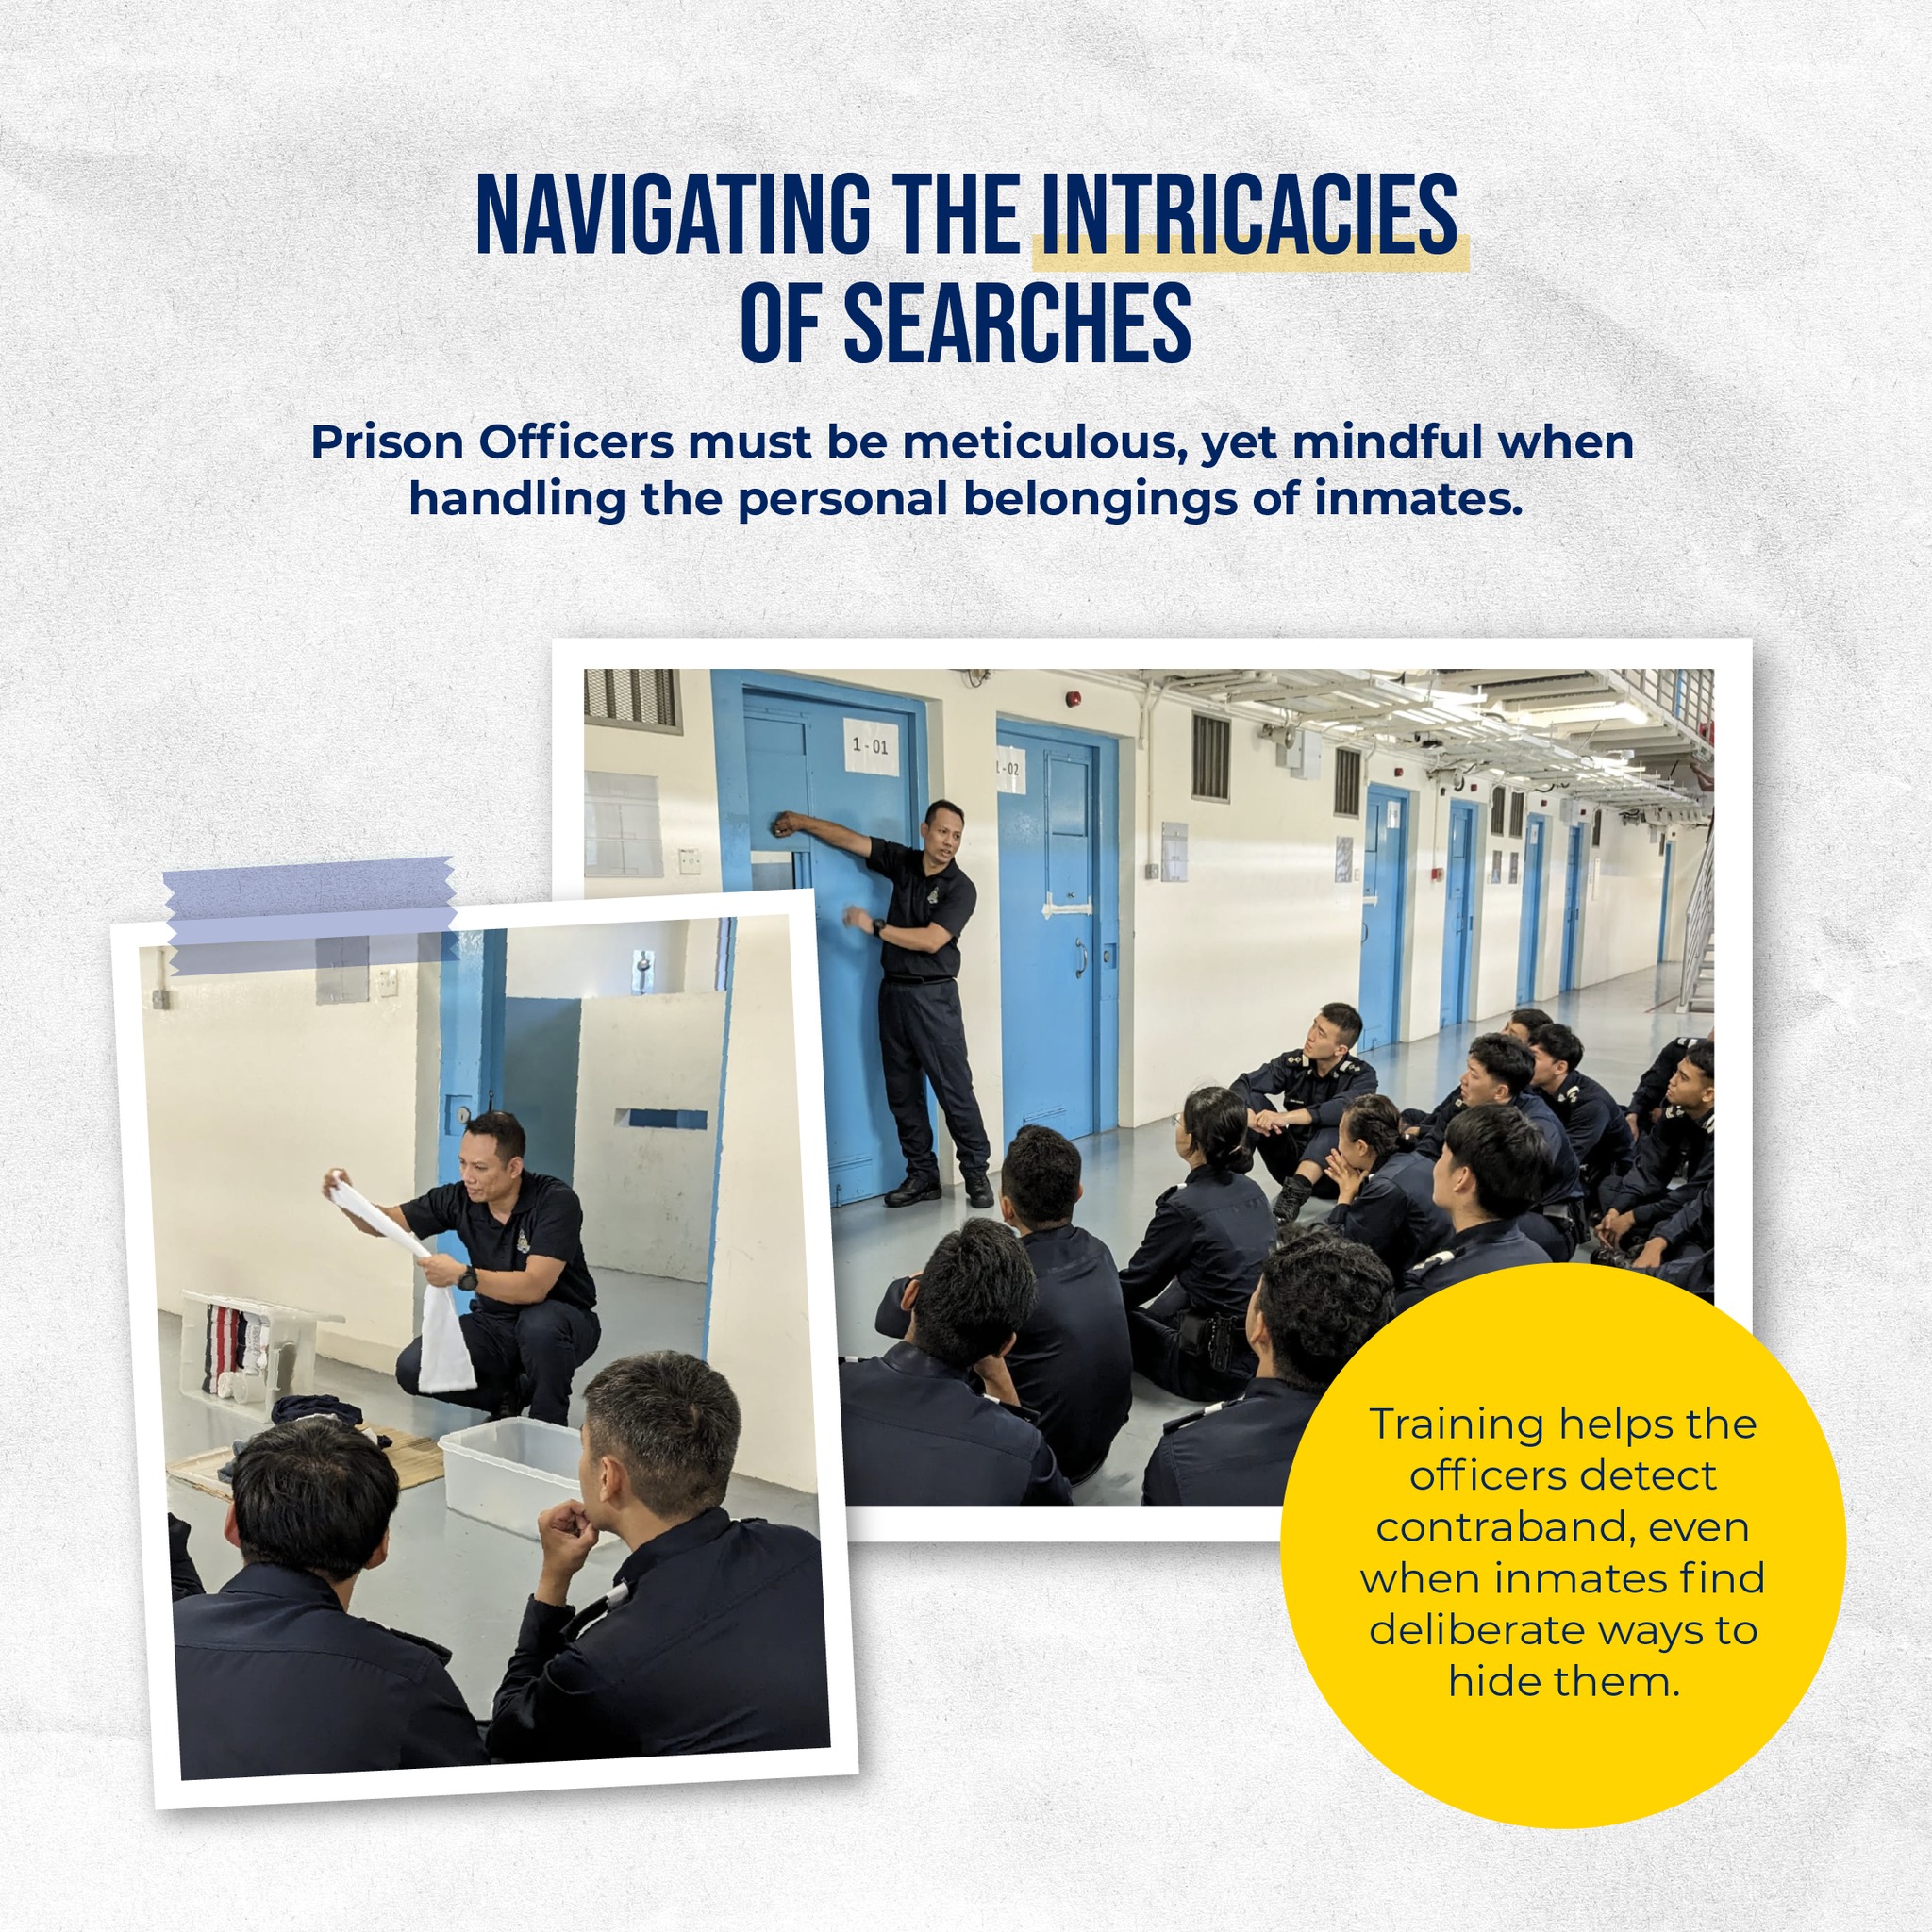 NAVIGATING THE INTRICACIES
OF SEARCHES
Prison Officers must be meticulous, yet mindful when
handling the personal belongings of inmates.
1 - 01
1 - 02
Training helps the
officers detect
contraband, even
when inmates find
deliberate ways to
hide them.